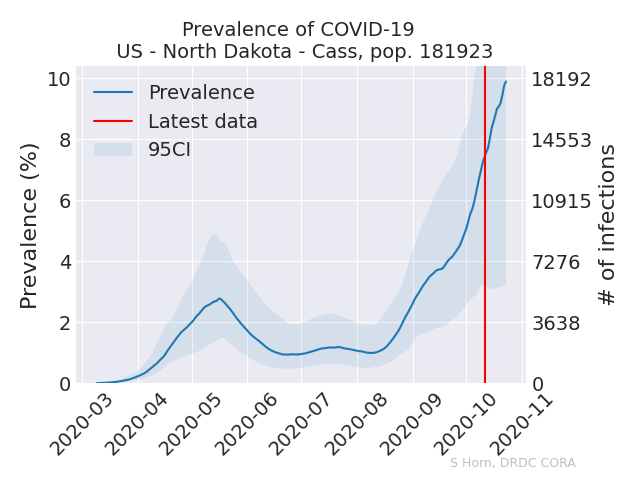 Prevalence of COVID-19
US - North Dakota - Cass, pop. 181923
Prevalence
Latest data
95CI
Prevalence (%)
10
8
6
4
2
0
18192
14553
10915
7276
3638
0
# of infections
2020-03
2020-04
2020-05
2020-06
2020-07
2020-08
2020-09
2020-10
2020-11
S Horn, DRDC CORA